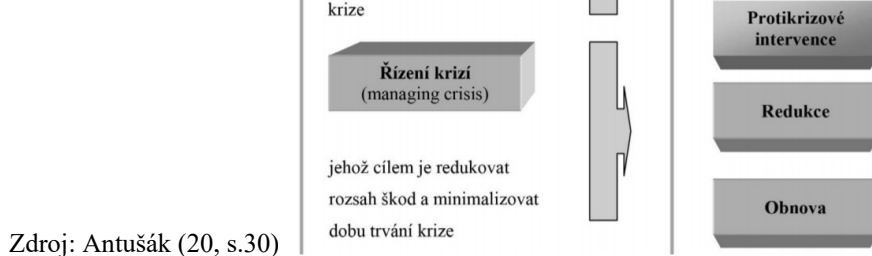 krize
Řízení krizí
(managing crisis)
jehož cílem je redukovat
rozsah škod a minimalizovat
dobu trvání krize
Protikrizové
intervence
Redukce
Obnova
Zdroj: Antušák (20, s.30)